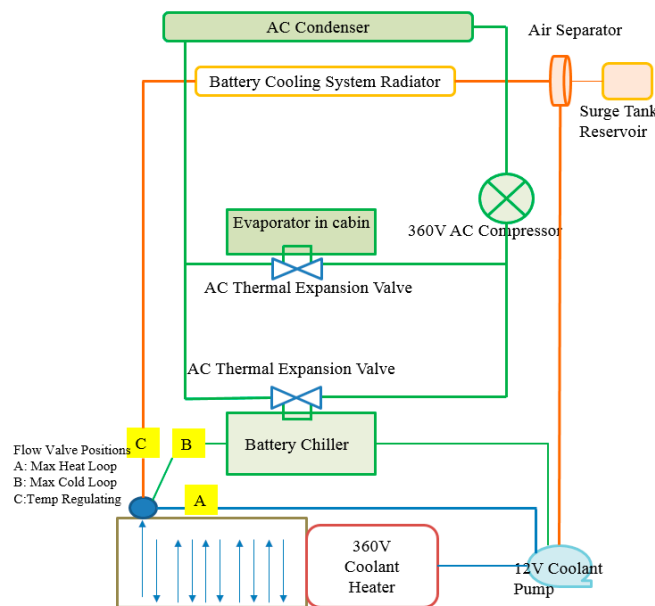 AC Condenser
Air Separator
Battery Cooling System Radiator
Surge Tank
Reservoir
Evaporator in cabin
360V AC Compressor
AC Thermal Expansion Valve
AC Thermal Expansion Valve
Flow Valve Positions
A: Max Heat Loop
B: Max Cold Loop
C:Temp Regulating
C
B
Battery Chiller
A
360V
Coolant
Heater
12V Coolant
Pump